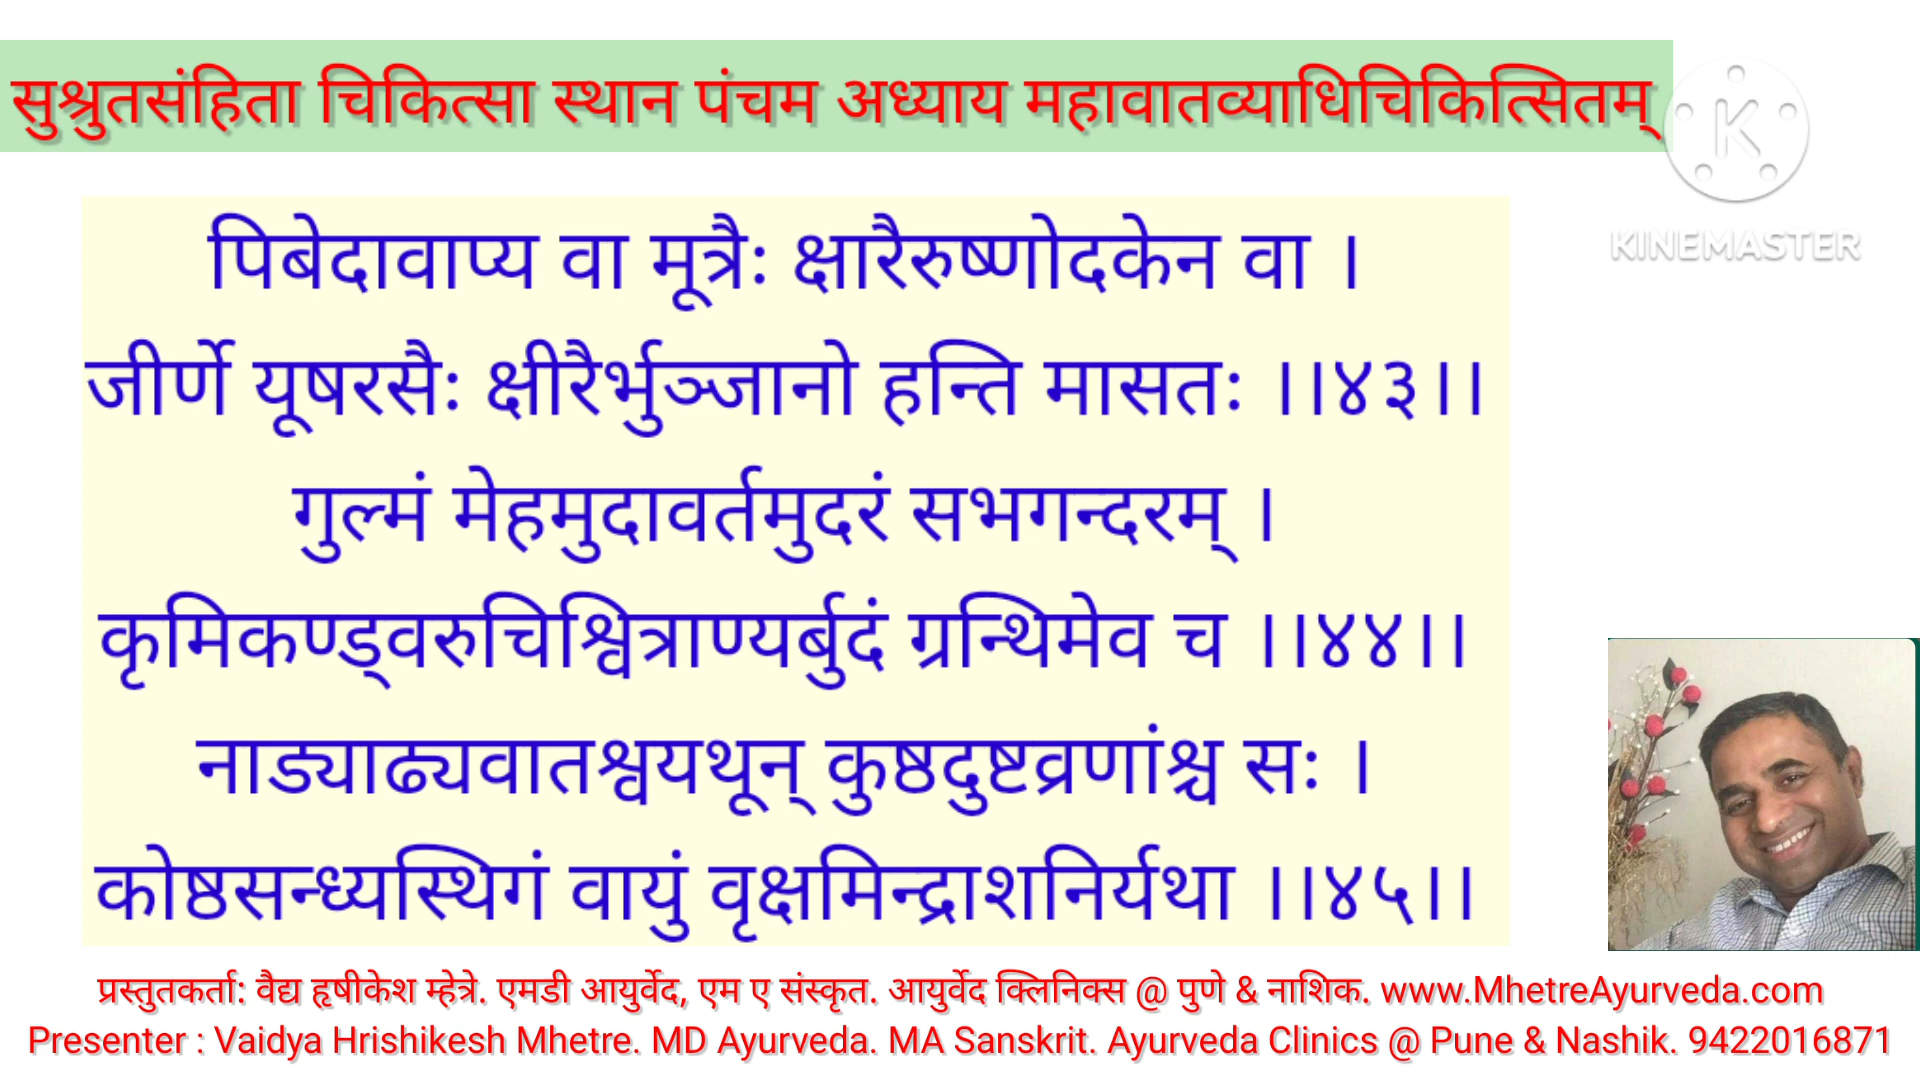 सुश्रुतसंहिता चिकित्सा स्थान पंचम अध्याय महावातव्याधिचिकित्सितम्
K
KINEMASTER
पिबेदावाप्य वा मूत्रैः क्षारैरुष्णोदकेन वा ।
जीर्णे यूषरसैः क्षीरैर्भुञ्जानो हन्ति मासतः ।।४३।।
गुल्मं मेहमुदावर्तमुदरं सभगन्दरम् ।
कृमिकण्ड्वरुचिश्वित्राण्यर्बुदं ग्रन्थिमेव च ।।४४।।
नाड्याढ्यवातश्वयथून् कुष्ठदुष्टव्रणांश्च सः ।
कोष्ठसन्ध्यस्थिगं वायुं वृक्षमिन्द्राशनिर्यथा ।।४५।।
प्रस्तुतकर्ता: वैद्य हृषीकेश म्हेत्रे. एमडी आयुर्वेद, एम ए संस्कृत. आयुर्वेद क्लिनिक्स @ पुणे & नाशिक. www.MhetreAyurveda.com
Presenter : Vaidya Hrishikesh Mhetre. MD Ayurveda. MA Sanskrit. Ayurveda Clinics @ Pune & Nashik. 9422016871